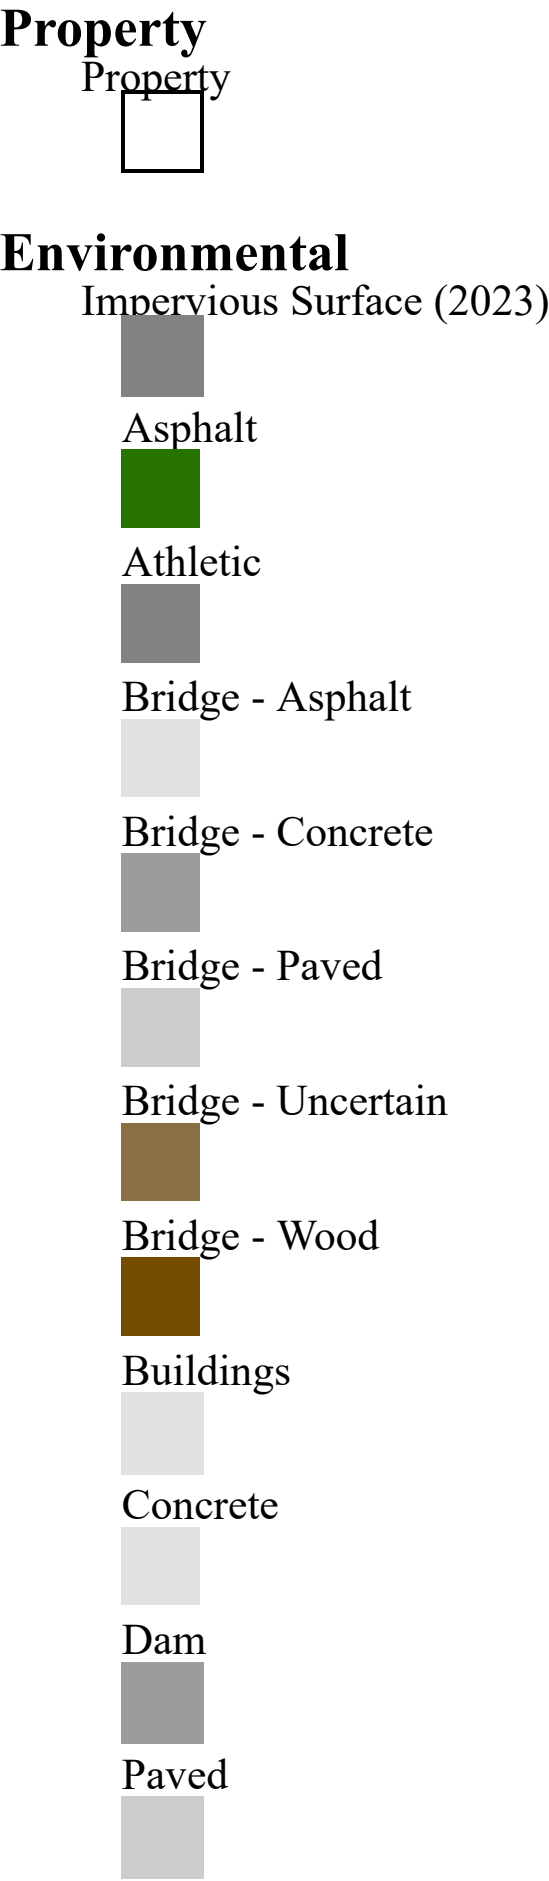 Property
Property
Environmental
Impervious Surface (2023)
Asphalt
Athletic
Bridge - Asphalt
Bridge - Concrete
Bridge - Paved
Bridge - Uncertain
Bridge - Wood
Buildings
Concrete
Dam
Paved